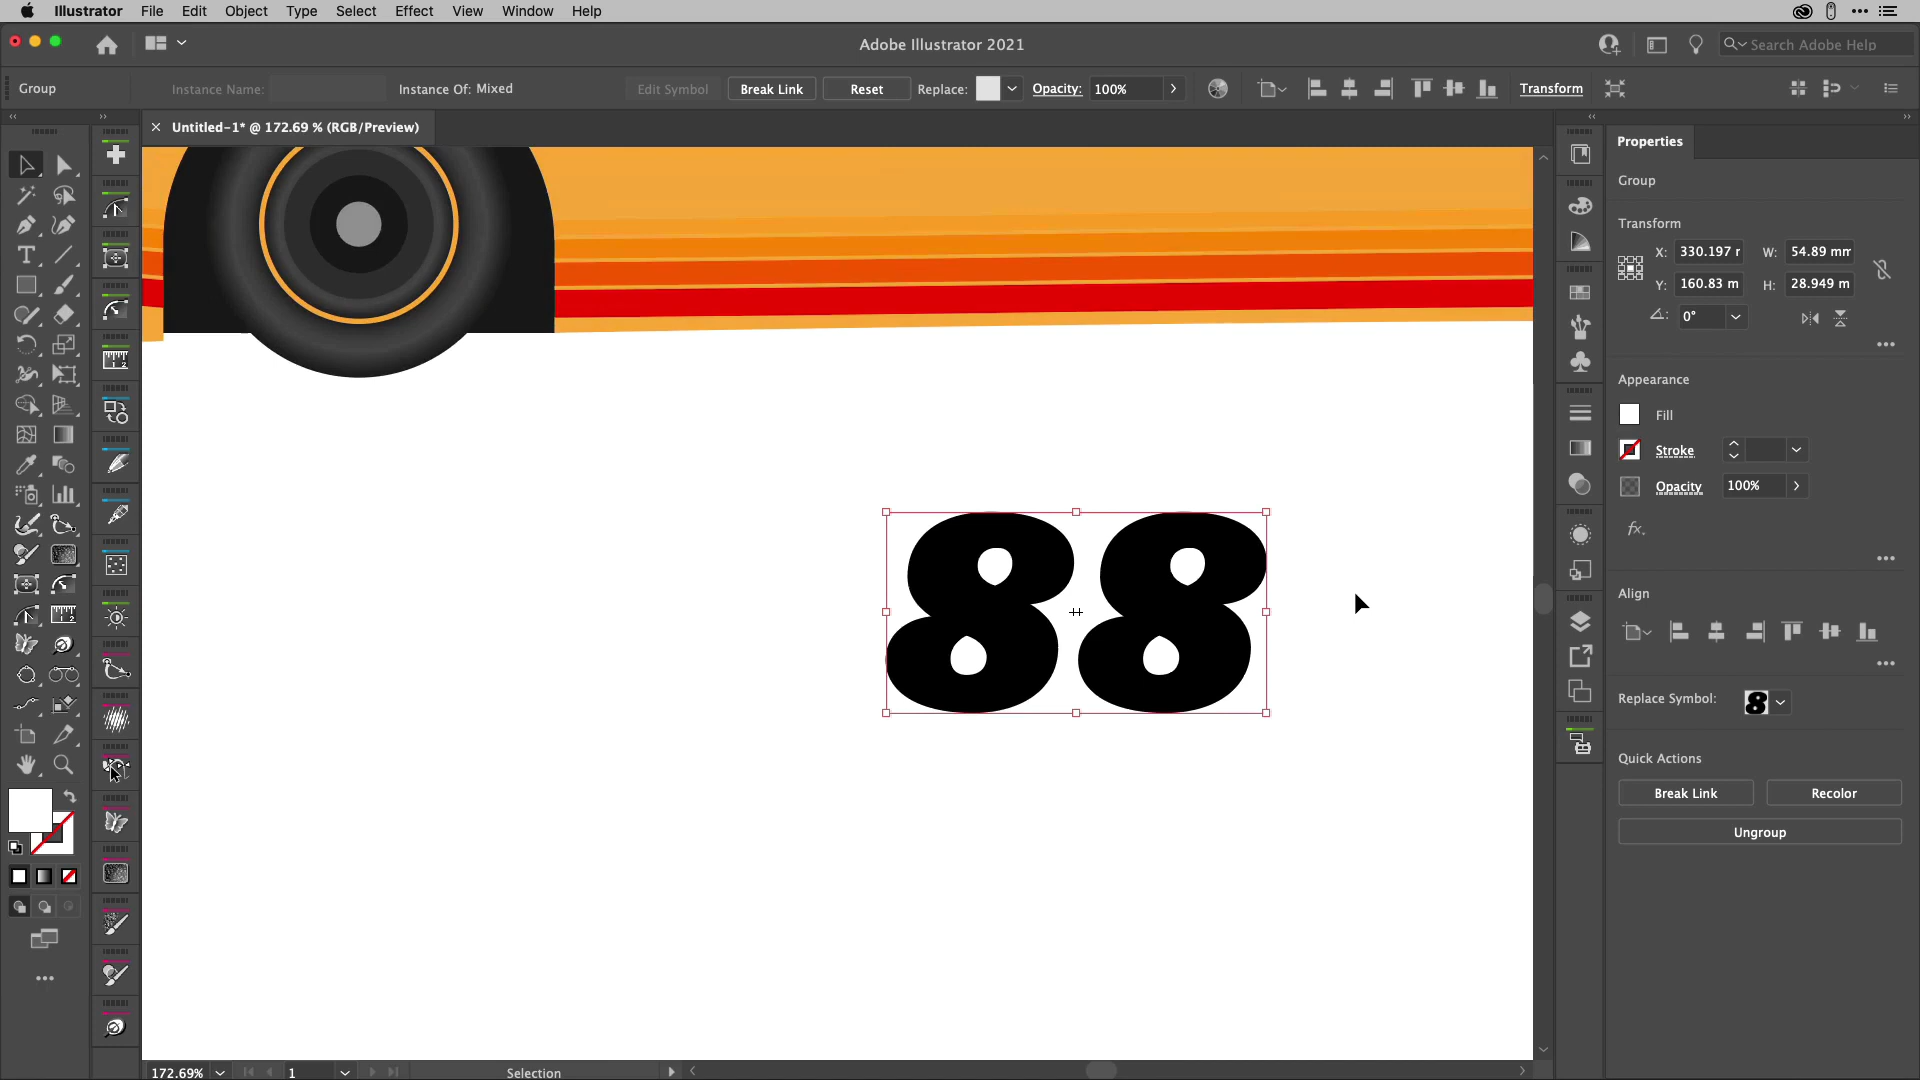 Illustrator File Edit Object Type Select Effect View Window Help
Adobe Illustrator 2021
Search Adobe Help
Group
Instance Name:
Instance Of: Mixed
Edit Symbol
Break Link
Reset
Replace:
Opacity: 100%
Transform
Untitled-1* @ 172.69 % (RGB/Preview)
Properties
Group
Transform
X: 330.197 r W: 54.89 mm
Y: 160.83 m H: 28.949 m
0°
Appearance
Fill
Stroke
Opacity 100%
fx.
Align
Replace Symbol: 8
Quick Actions
Break Link Recolor
Ungroup
88
172.69% 1 Selection